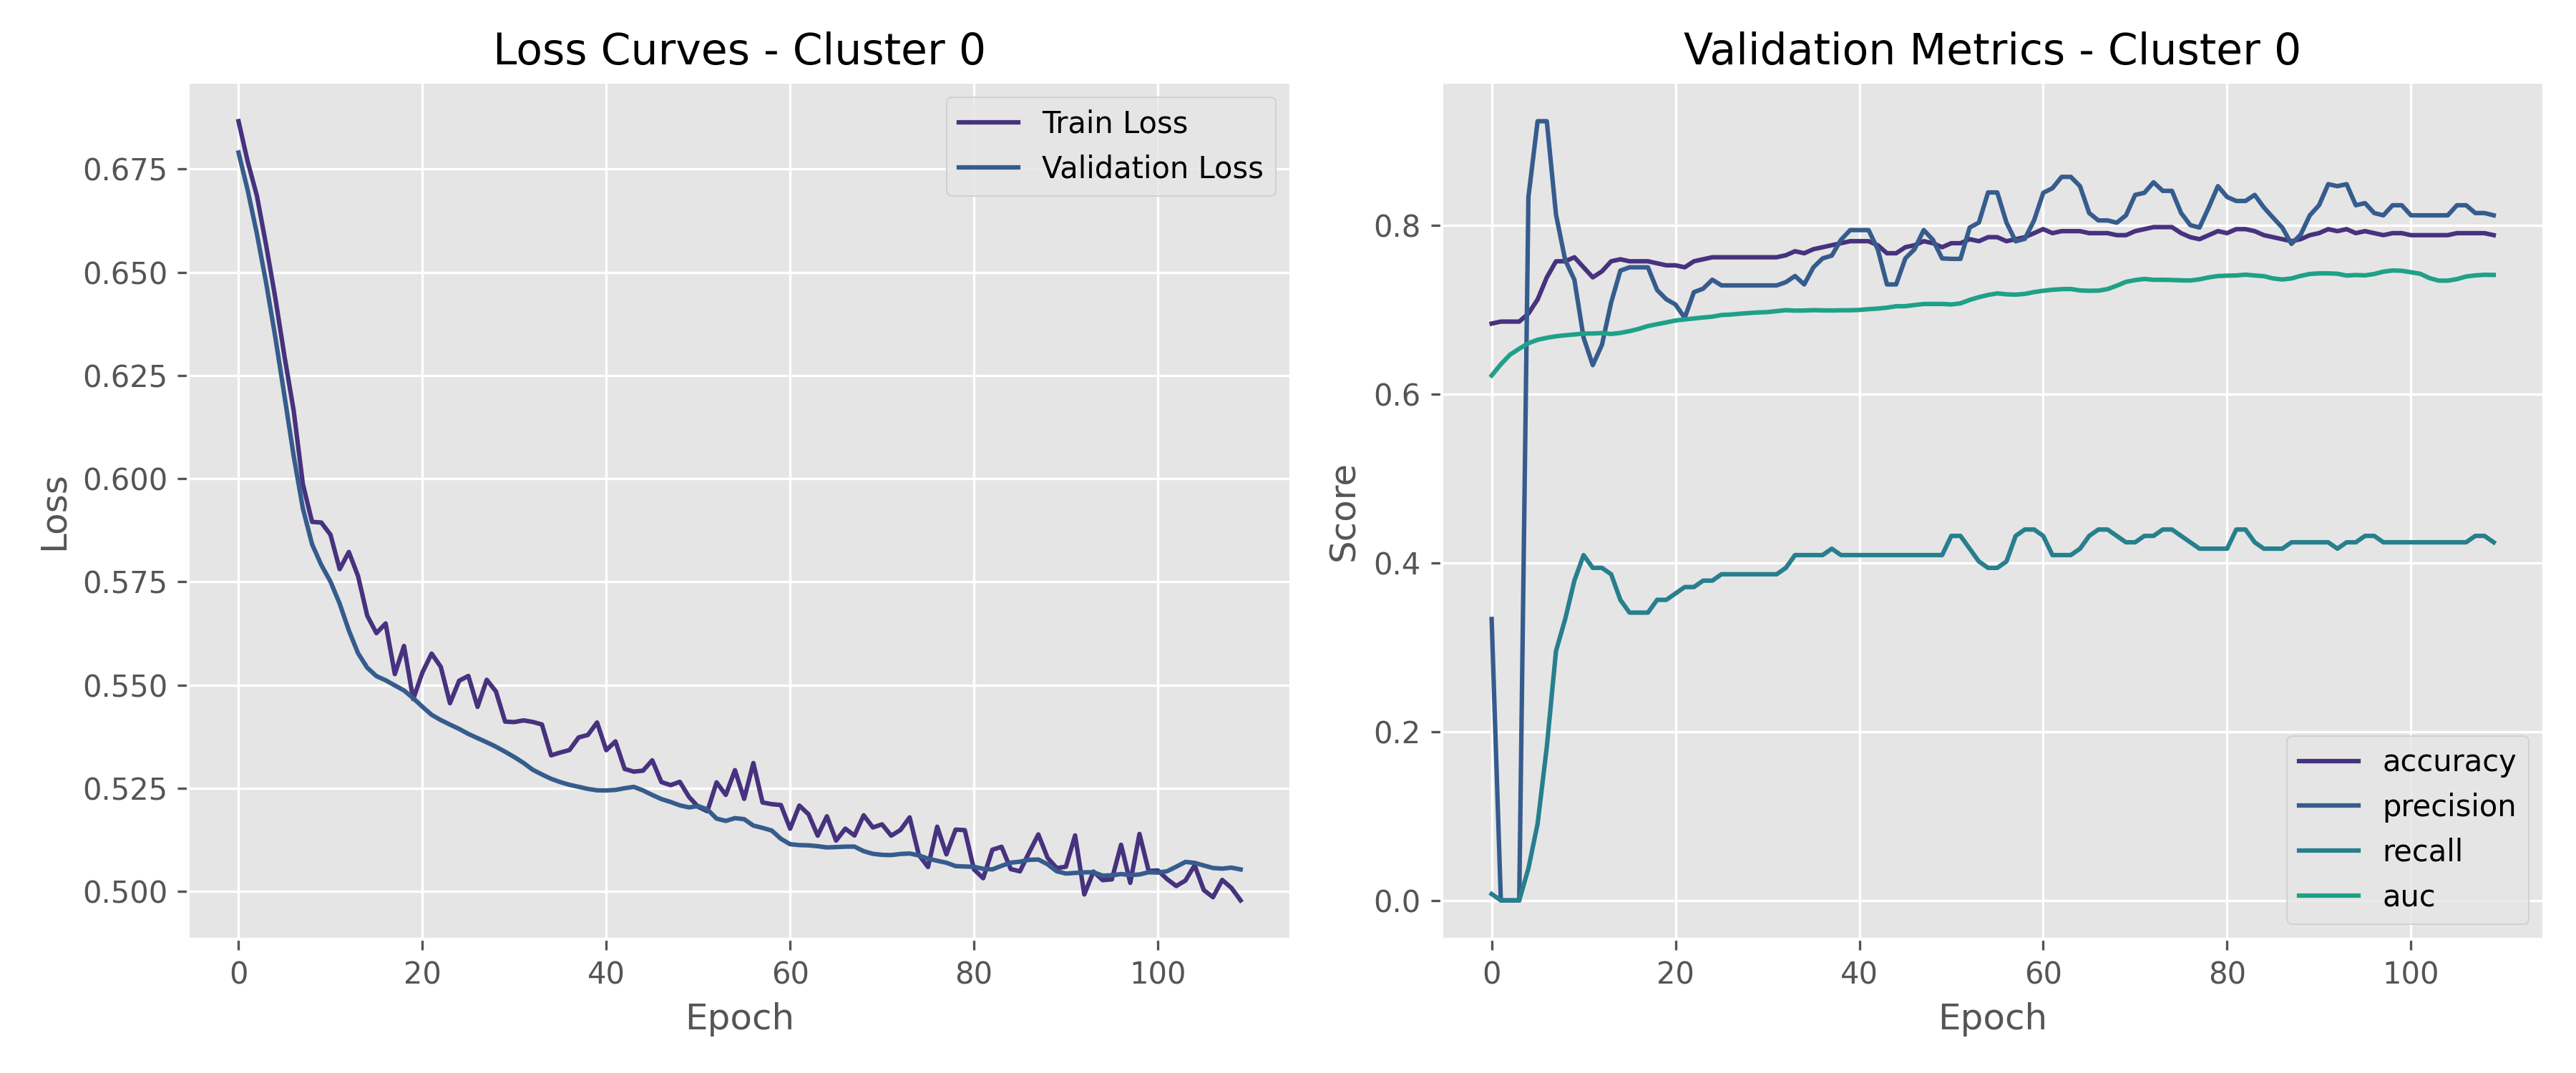 Loss Curves - Cluster 0
Train Loss
Validation Loss
0.675
0.650
0.625
0.600
0.575
0.550
0.525
0.500
Loss
0 20 40 60 80 100
Epoch
Validation Metrics - Cluster 0
0.8
0.6
0.4
0.2
0.0
Score
accuracy
precision
recall
auc
0 20 40 60 80 100
Epoch